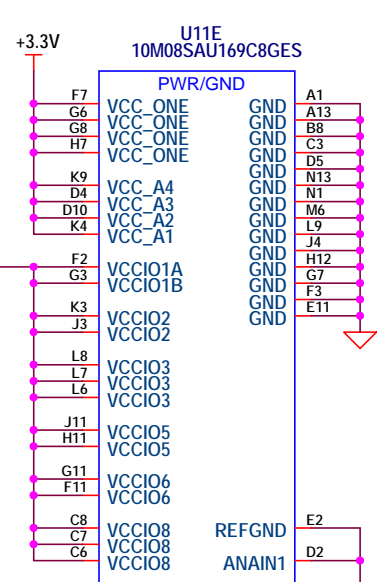 U11E
10M08SAU169C8GES
+3.3V
PWR/GND
F7 VCC_ONE GND A1
G6 VCC_ONE GND A13
G8 VCC_ONE GND B8
H7 VCC_ONE GND C3
GND D5
K9 VCC_A4 GND N13
D4 VCC_A3 GND N1
D10 VCC_A2 GND M6
K4 VCC_A1 GND L9
GND J4
F2 VCCIO1A GND H12
G3 VCCIO1B GND G7
GND F3
K3 VCCIO2 GND E11
J3 VCCIO2
L8 VCCIO3
L7 VCCIO3
L6 VCCIO3
J11 VCCIO5
H11 VCCIO5
G11 VCCIO6
F11 VCCIO6
C8 VCCIO8 REFGND E2
C7 VCCIO8
C6 VCCIO8 ANAIN1 D2